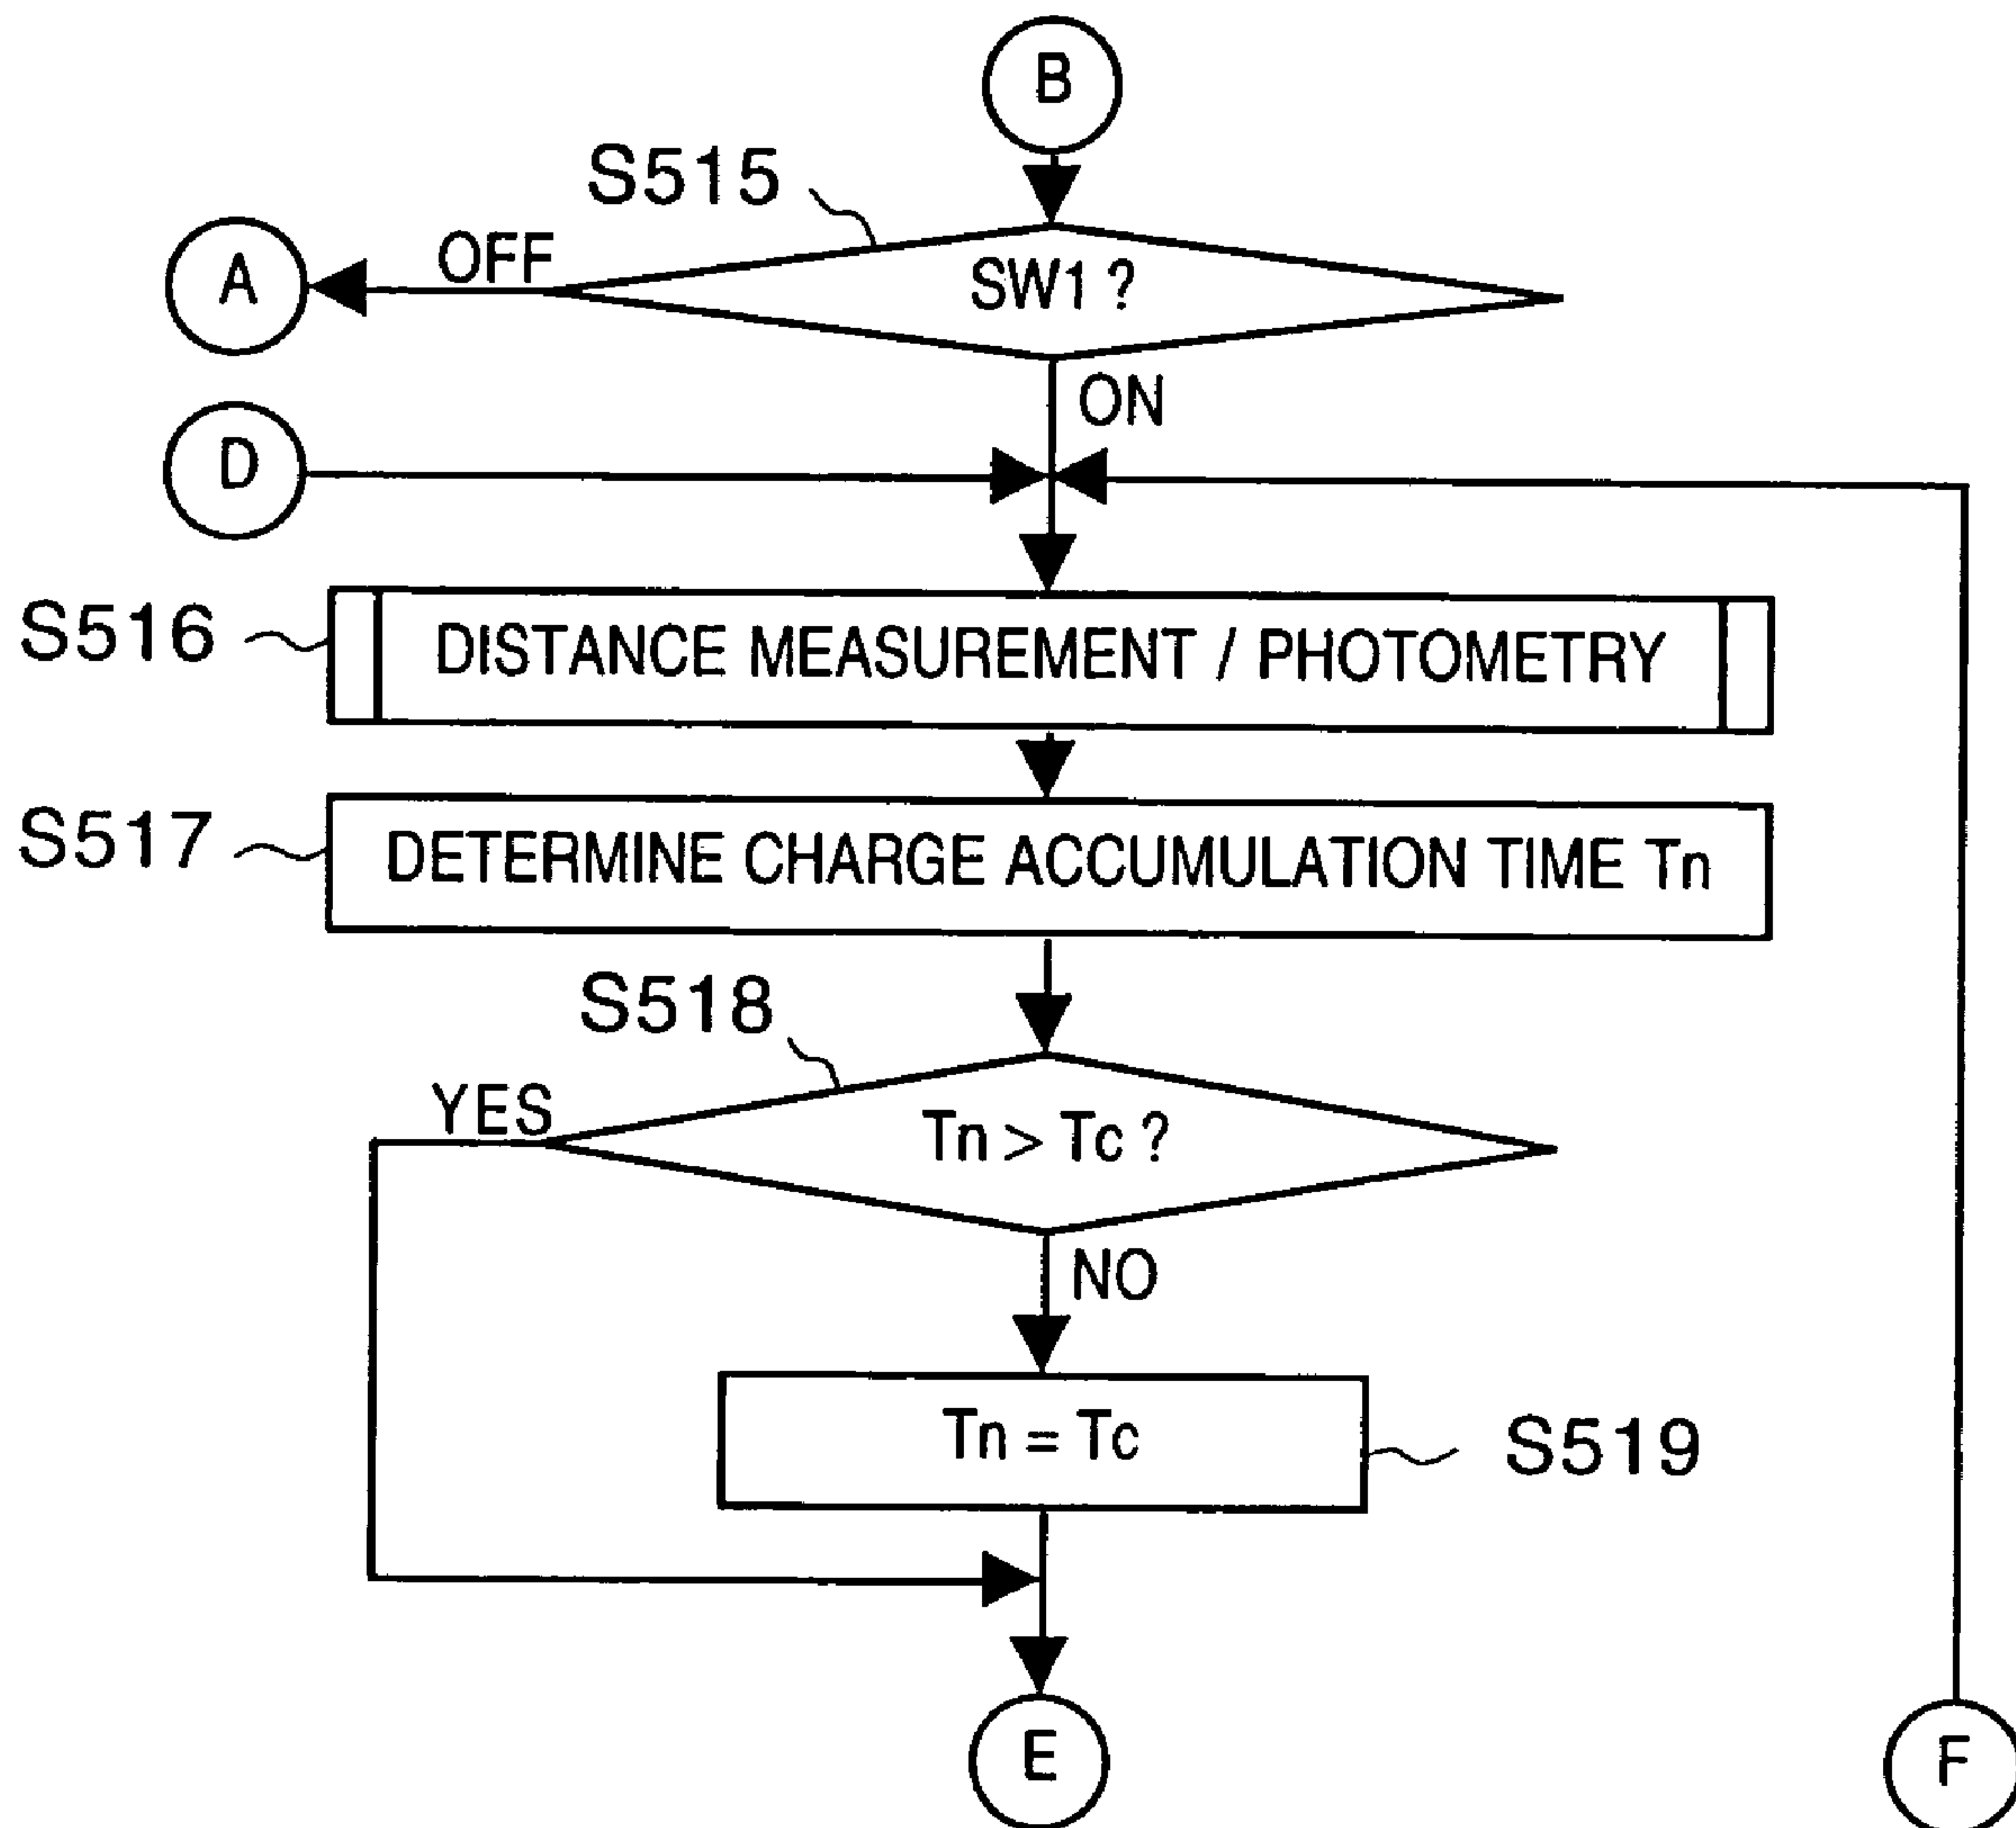 B
S515
OFF
A
SW1 ?
ON
D
S516
DISTANCE MEASUREMENT / PHOTOMETRY
S517
DETERMINE CHARGE ACCUMULATION TIME Tn
S518
YES
Tn > Tc ?
NO
Tn = Tc
S519
E
F